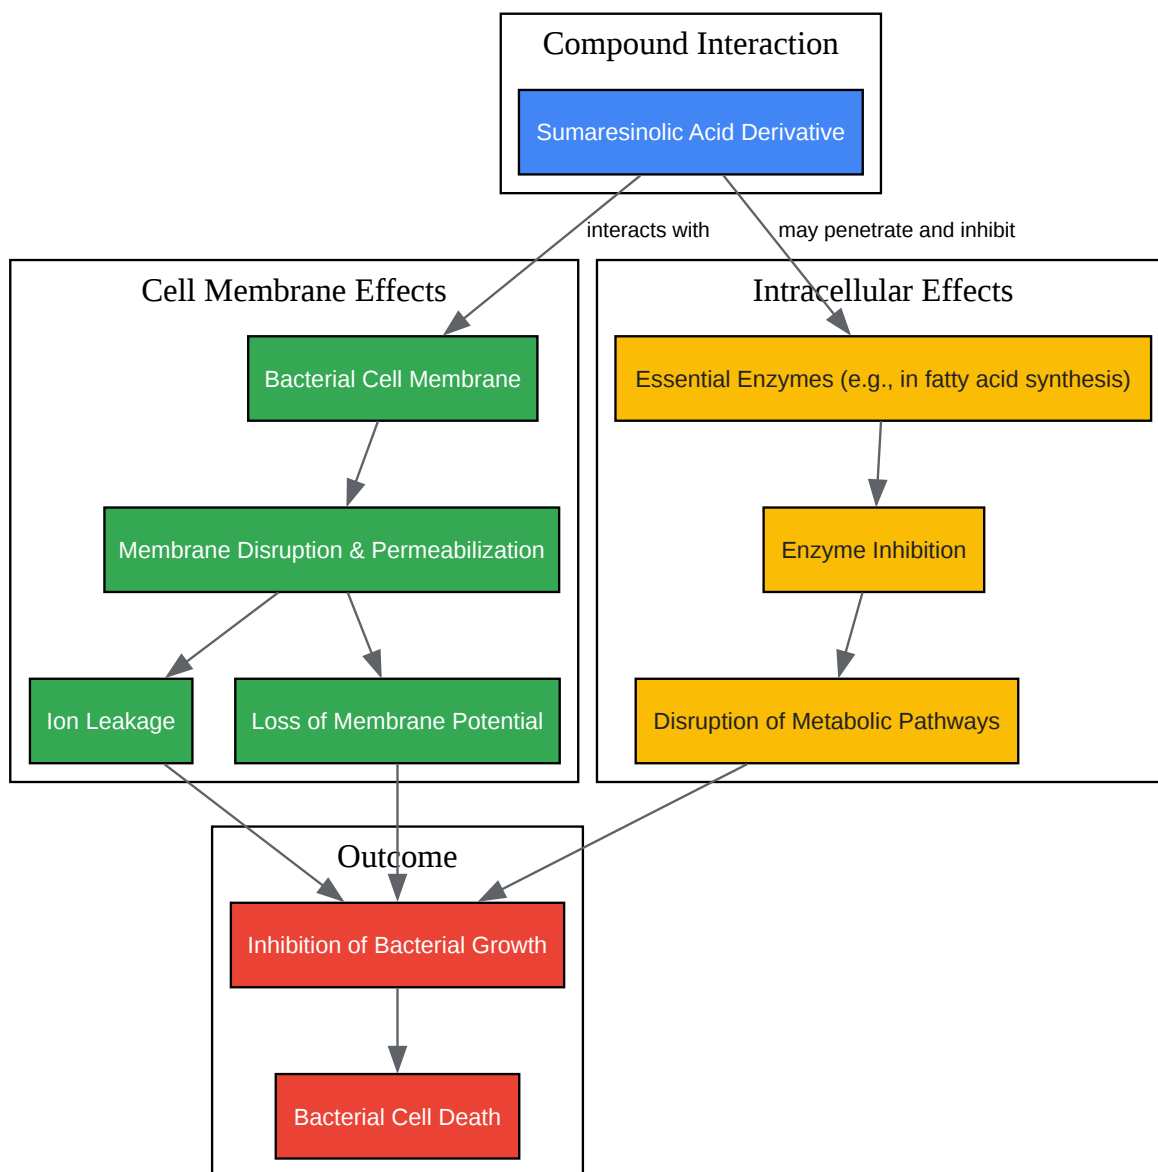 Compound Interaction
Sumaresinolic Acid Derivative
interacts with
may penetrate and inhibit
Cell Membrane Effects
Intracellular Effects
Bacterial Cell Membrane
Essential Enzymes (e.g., in fatty acid synthesis)
Membrane Disruption & Permeabilization
Enzyme Inhibition
Ion Leakage
Loss of Membrane Potential
Disruption of Metabolic Pathways
Outcome
Inhibition of Bacterial Growth
Bacterial Cell Death